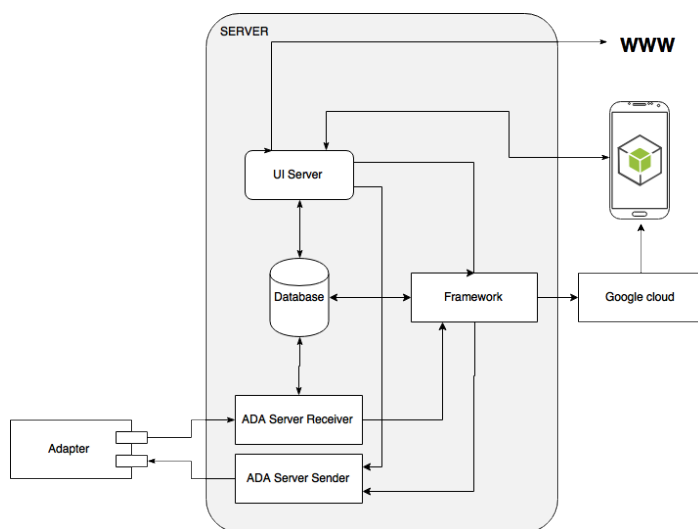 SERVER
WWW
UI Server
Database
Framework
Google cloud
ADA Server Receiver
Adapter
ADA Server Sender